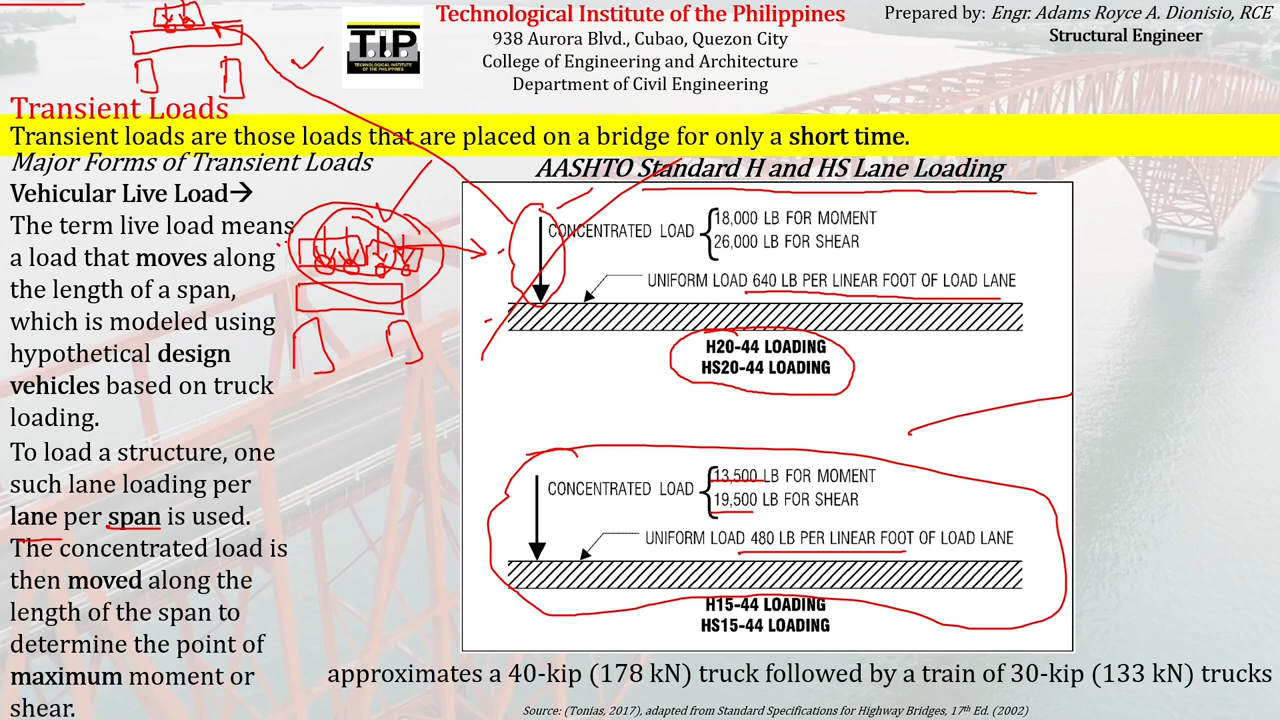 Technological Institute of the Philippines
938 Aurora Blvd., Cubao, Quezon City
College of Engineering and Architecture
Department of Civil Engineering
Prepared by: Engr. Adams Royce A. Dionisio, RCE
Structural Engineer
TiP
TECHNOLOGICAL INSTITUTE
OF THE PHILIPPINES
Transient Loads
Transient loads are those loads that are placed on a bridge for only a short time.
Major Forms of Transient Loads
Vehicular Live Load→
The term live load means
a load that moves along
the length of a span,
which is modeled using
hypothetical design
vehicles based on truck
loading.
To load a structure, one
such lane loading per
lane per span is used.
The concentrated load is
then moved along the
length of the span to
determine the point of
maximum moment or
shear.
AASHTO Standard H and HS Lane Loading
CONCENTRATED LOAD { 18,000 LB FOR MOMENT
26,000 LB FOR SHEAR
UNIFORM LOAD 640 LB PER LINEAR FOOT OF LOAD LANE
H20-44 LOADING
HS20-44 LOADING
CONCENTRATED LOAD { 13,500 LB FOR MOMENT
19,500 LB FOR SHEAR
UNIFORM LOAD 480 LB PER LINEAR FOOT OF LOAD LANE
H15-44 LOADING
HS15-44 LOADING
approximates a 40-kip (178 kN) truck followed by a train of 30-kip (133 kN) trucks
Source: (Tonias, 2017), adapted from Standard Specifications for Highway Bridges, 17th Ed. (2002)